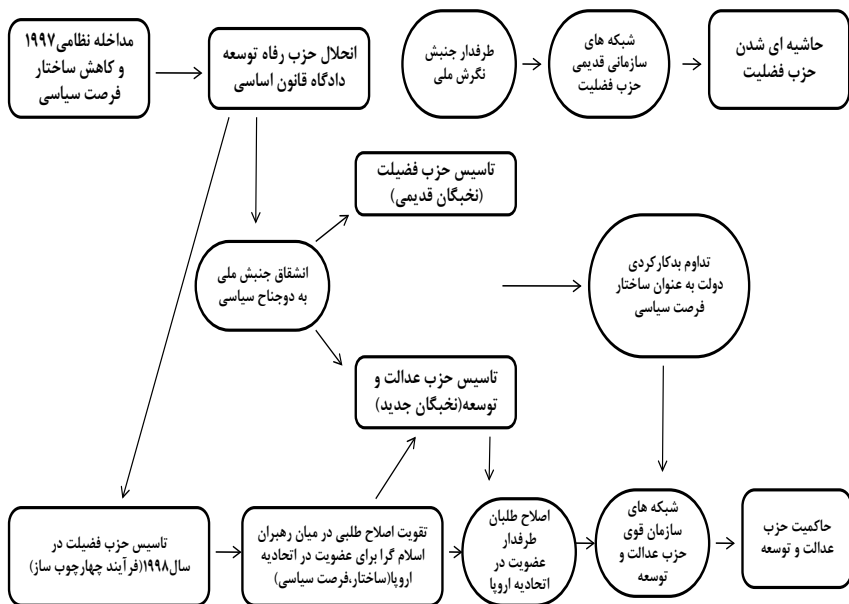 مداخله نظامی۱۹۹۷
و کاهش ساختار
فرصت سیاسی
انحلال حزب رفاه توسعه
دادگاه قانون اساسی
طرفدار جنبش
نگرش ملی
شبکه های
سازمانی قدیمی
حزب فضلیت
حاشیه ای شدن
حزب فضلیت
تاسیس حزب فضیلت
(نخبگان قدیمی)
انشقاق جنبش ملی
به دوجناح سیاسی
تداوم بدکارکردی
دولت به عنوان ساختار
فرصت سیاسی
تاسیس حزب عدالت و
توسعه(نخبگان جدید)
تاسیس حزب فضیلت در
سال۱۹۹۸(فرآیند چهارچوب ساز)
تقویت اصلاح طلبی در میان رهبران
اسلام گرا برای عضویت در اتحادیه
اروپا(ساختار،فرصت سیاسی)
اصلاح طلبان
طرفدار
عضویت در
اتحادیه اروپا
شبکه های
سازمان قوی
حزب عدالت و
توسعه
حاکمیت حزب
عدالت و توسعه